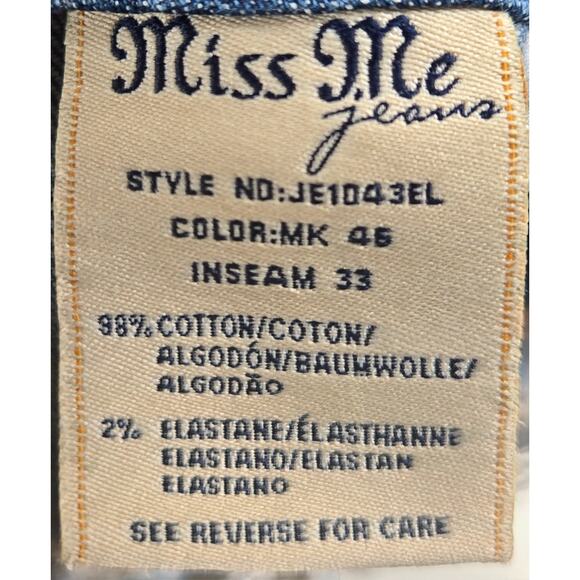 Miss Me
jeans
STYLE NO:JE1043EL
COLOR:MK 46
INSEAM 33
98% COTTON/COTON/
ALGODÓN/BAUMWOLLE/
ALGODÃO
2% ELASTANE/ÉLASTHANNE
ELASTANO/ELASTAN
ELASTANO
SEE REVERSE FOR CARE